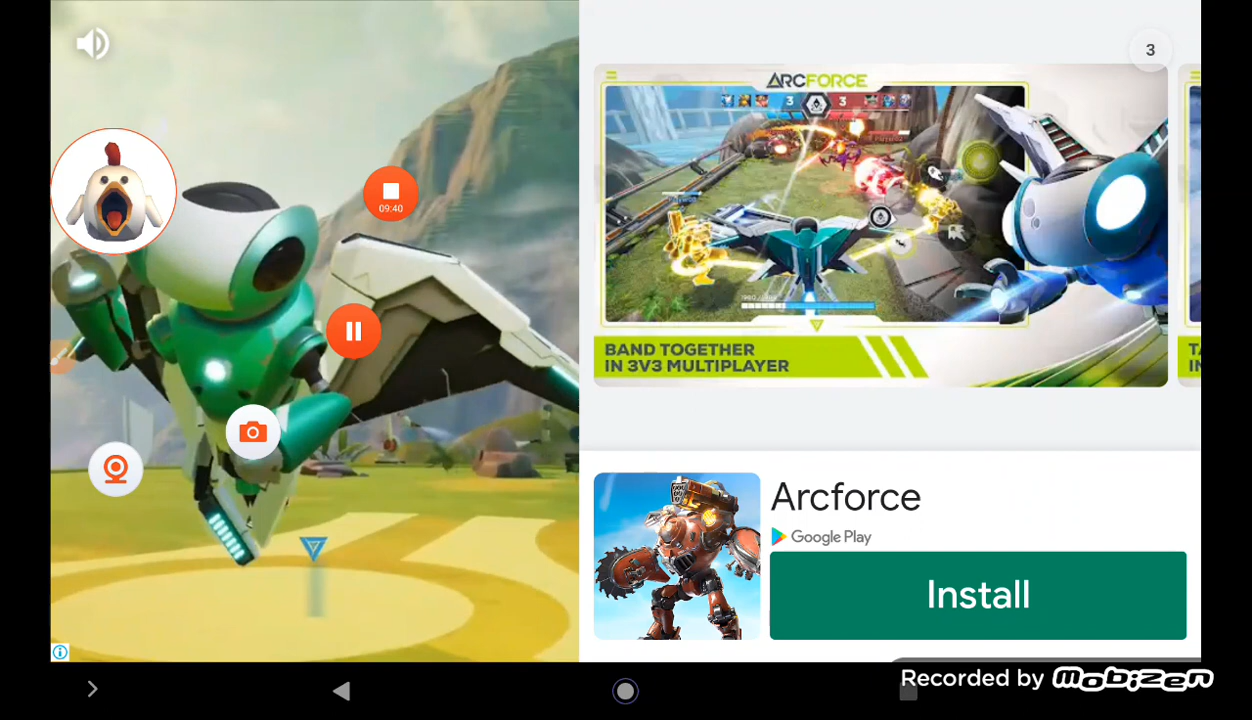 3
ARCFORCE
3 3
09:40
BAND TOGETHER
IN 3V3 MULTIPLAYER
Arcforce
Google Play
Install
Recorded by mobizen